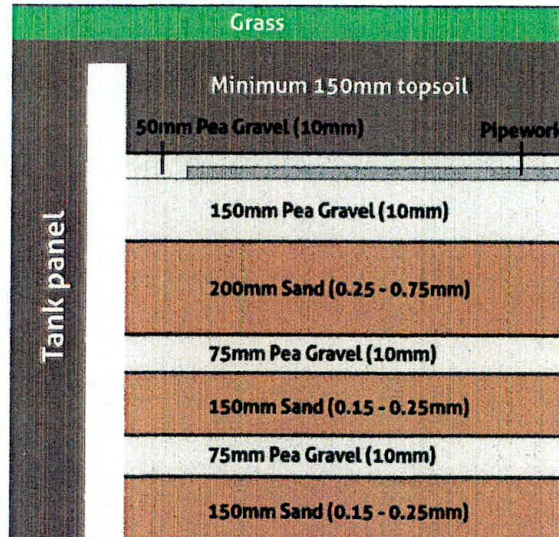 Grass
Minimum 150mm topsoil
50mm Pea Gravel (10mm)
Pipework
150mm Pea Gravel (10mm)
Tank panel
200mm Sand (0.25 - 0.75mm)
75mm Pea Gravel (10mm)
150mm Sand (0.15 - 0.25mm)
75mm Pea Gravel (10mm)
150mm Sand (0.15 - 0.25mm)